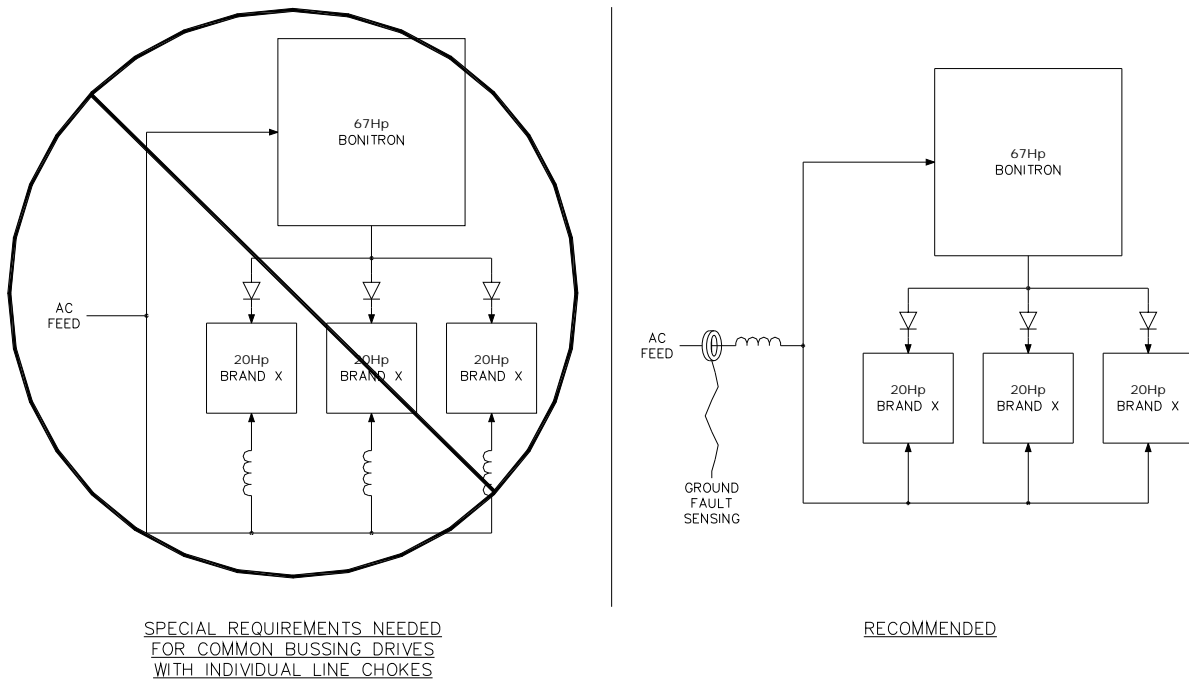 67Hp
BONITRON
AC
FEED
20Hp
BRAND X
20Hp
BRAND X
20Hp
BRAND X
SPECIAL REQUIREMENTS NEEDED
FOR COMMON BUSSING DRIVES
WITH INDIVIDUAL LINE CHOKES
67Hp
BONITRON
AC
FEED
20Hp
BRAND X
20Hp
BRAND X
20Hp
BRAND X
GROUND
FAULT
SENSING
RECOMMENDED